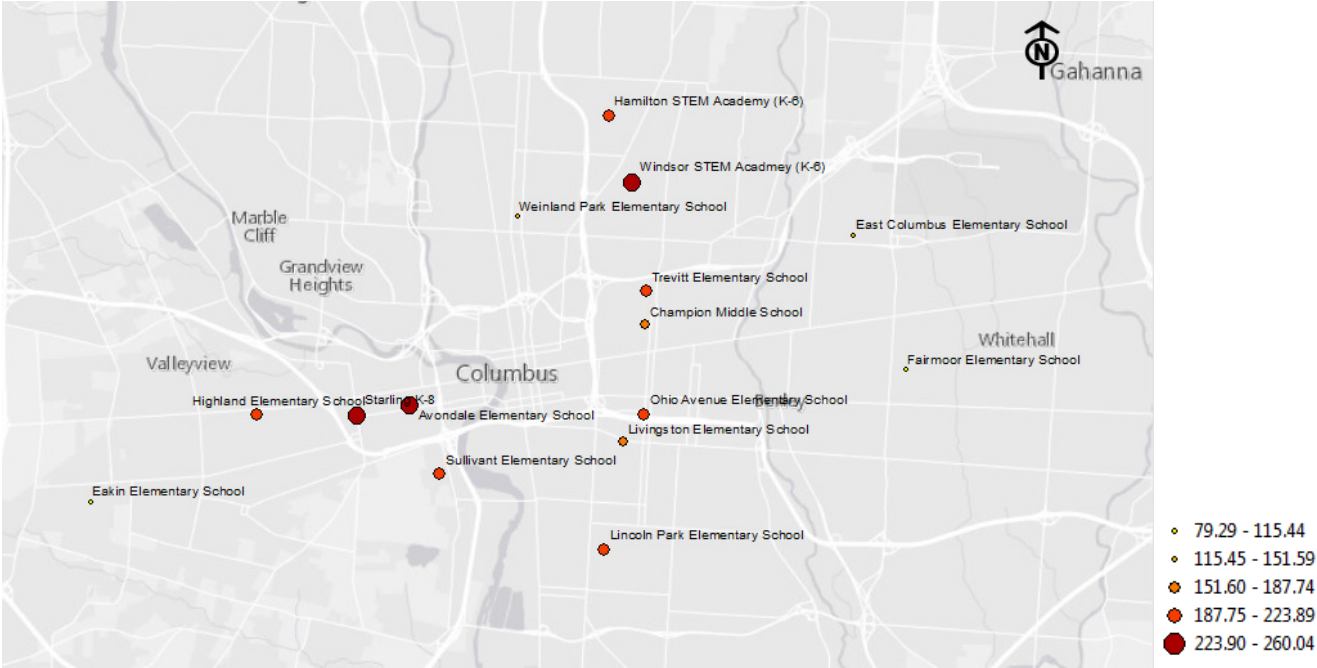 N
Gahanna
Hamilton STEM Academy (K-6)
Windsor STEM Acadmey (K-6)
Weinland Park Elementary School
Marble
Cliff
East Columbus Elementary School
Grandview
Heights
Trevitt Elementary School
Champion Middle School
Whitehall
Valleyview
Fairmoor Elementary School
Columbus
Highland Elementary School
Starling K-8
Ohio Avenue Elementary School
Avondale Elementary School
Livingston Elementary School
Sullivant Elementary School
Eakin Elementary School
Lincoln Park Elementary School
79.29 - 115.44
115.45 - 151.59
151.60 - 187.74
187.75 - 223.89
223.90 - 260.04